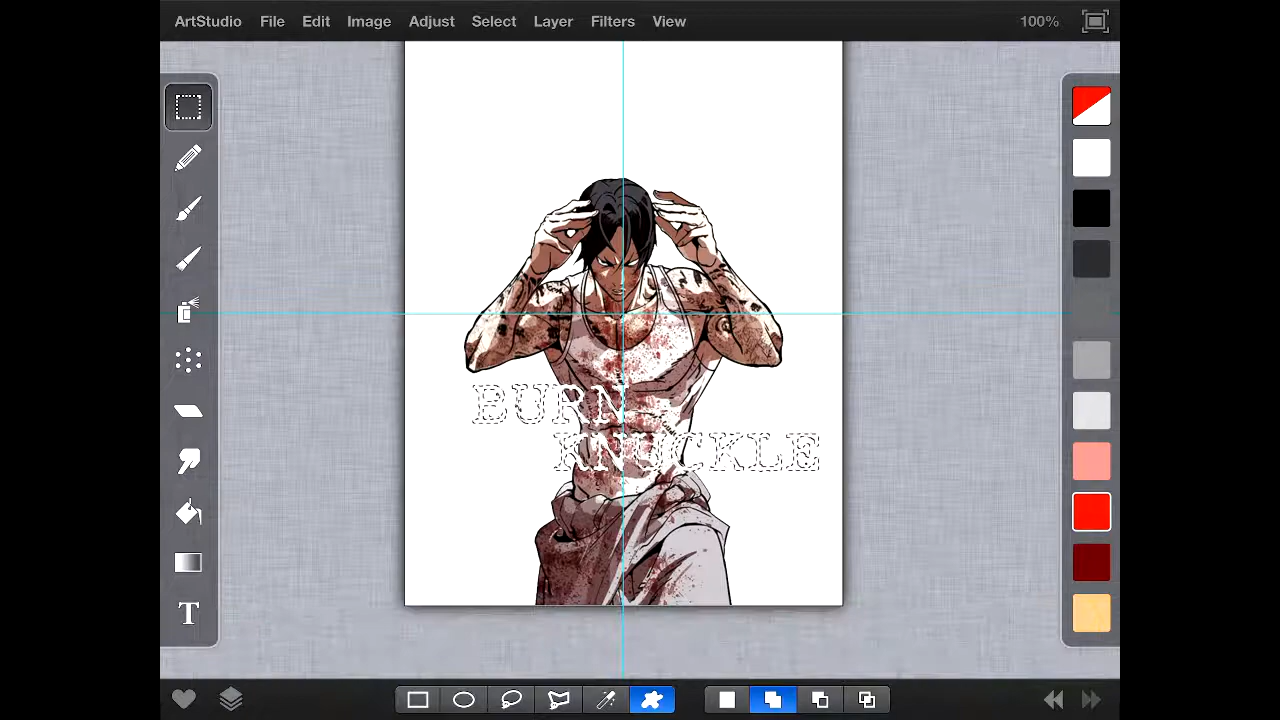 ArtStudio File Edit Image Adjust Select Layer Filters View 100%
BURN
KNUCKLE
T